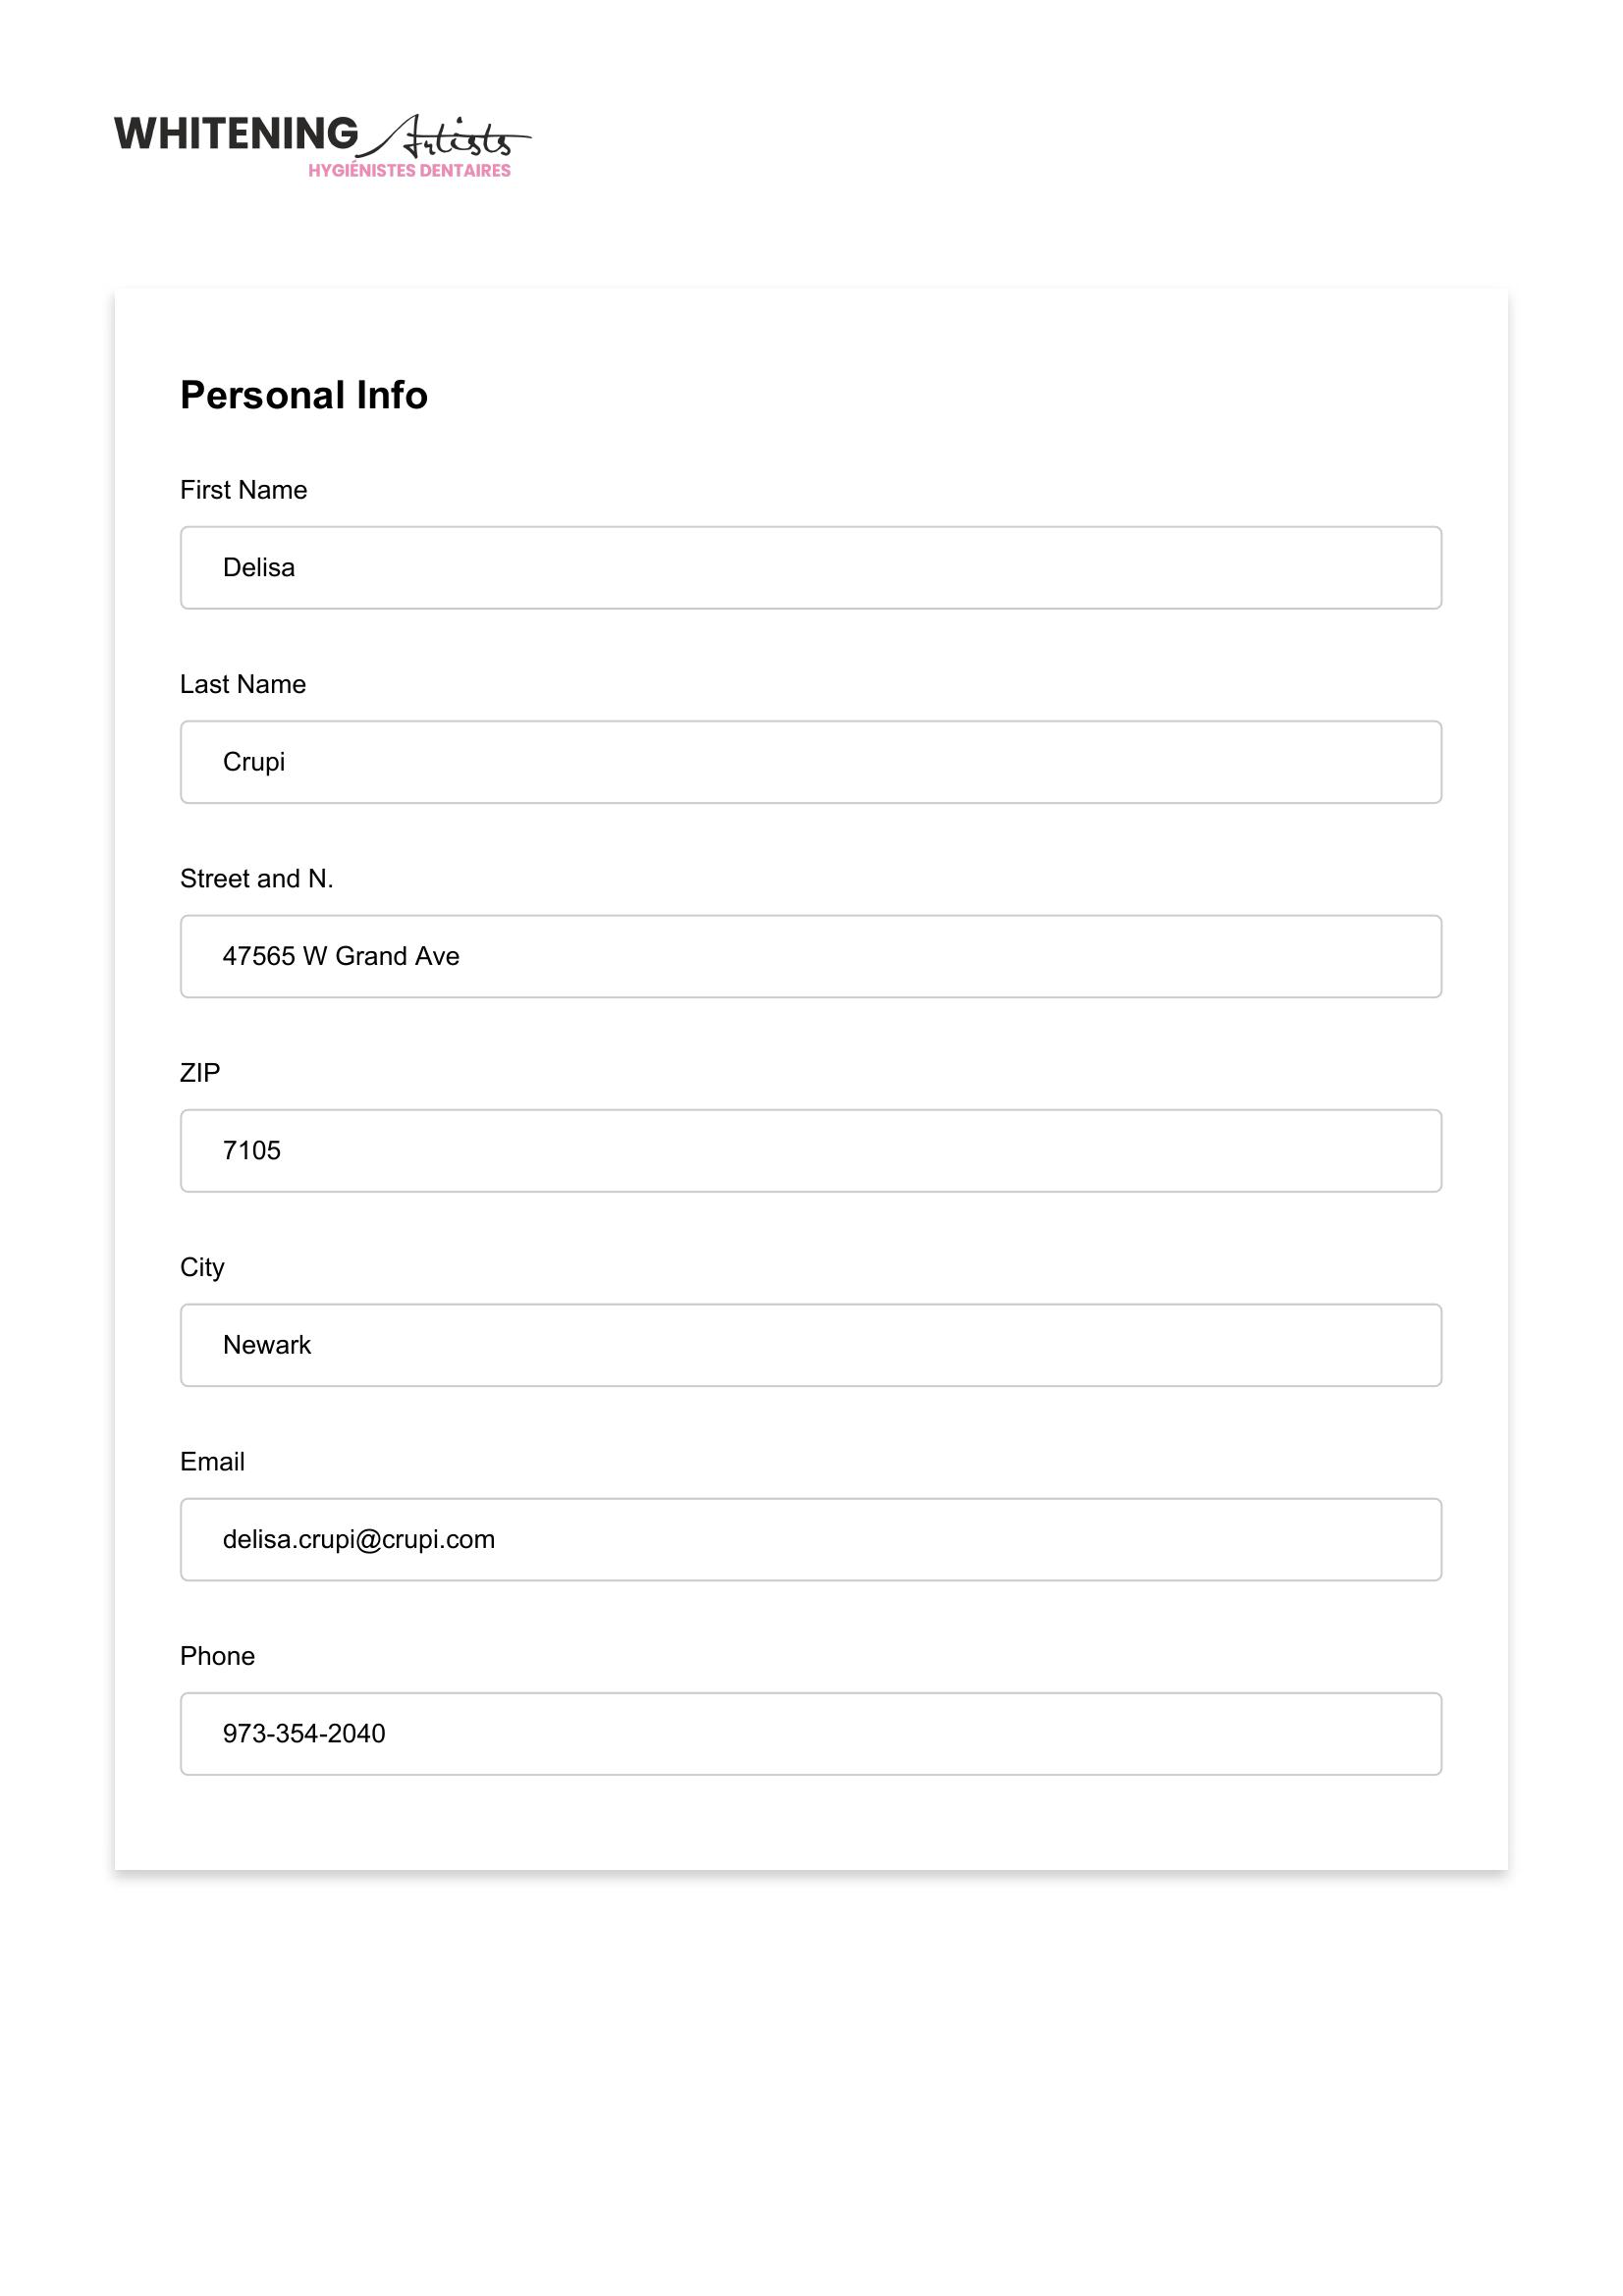 WHITENING Artists
HYGIÉNISTES DENTAIRES
Personal Info
First Name
Delisa
Last Name
Crupi
Street and N.
47565 W Grand Ave
ZIP
7105
City
Newark
Email
delisa.crupi@crupi.com
Phone
973-354-2040